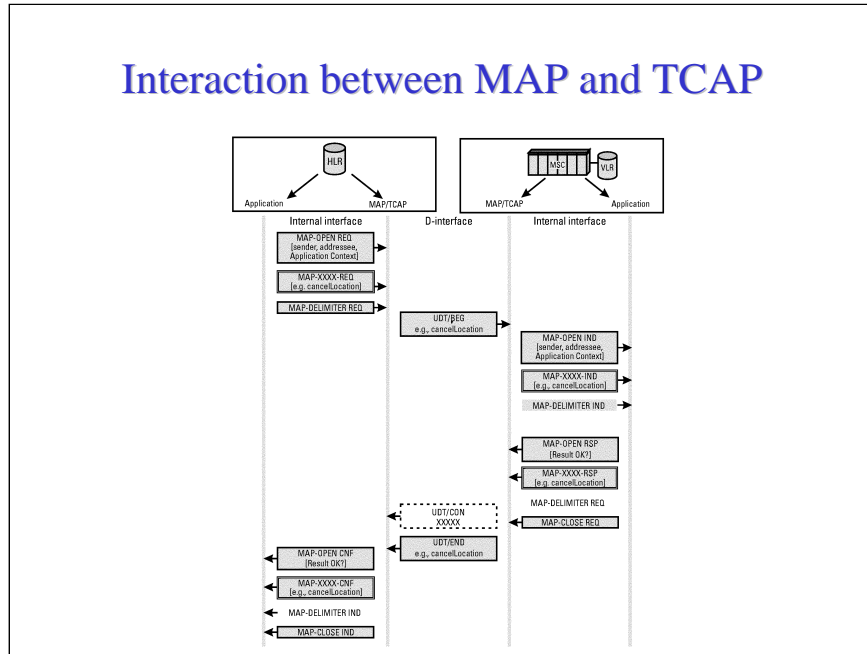 Interaction between MAP and TCAP
HLR
MSC
VLR
Application
MAP/TCAP
MAP/TCAP
Application
Internal interface
D-interface
Internal interface
MAP-OPEN REQ
[sender, addressee,
Application Context]
MAP-XXXX-REQ
[e.g. cancelLocation]
MAP-DELIMITER REQ
UDT/BEG
e.g., cancelLocation
MAP-OPEN IND
[sender, addressee,
Application Context]
MAP-XXXX-IND
[e.g., cancelLocation]
MAP-DELIMITER IND
MAP-OPEN RSP
[Result OK?]
MAP-XXXX-RSP
[e.g. cancelLocation]
MAP-DELIMITER REQ
UDT/CON
XXXXX
MAP-CLOSE REQ
UDT/END
e.g., cancelLocation
MAP-OPEN CNF
[Result OK?]
MAP-XXXX-CNF
[e.g., cancelLocation]
MAP-DELIMITER IND
MAP-CLOSE IND